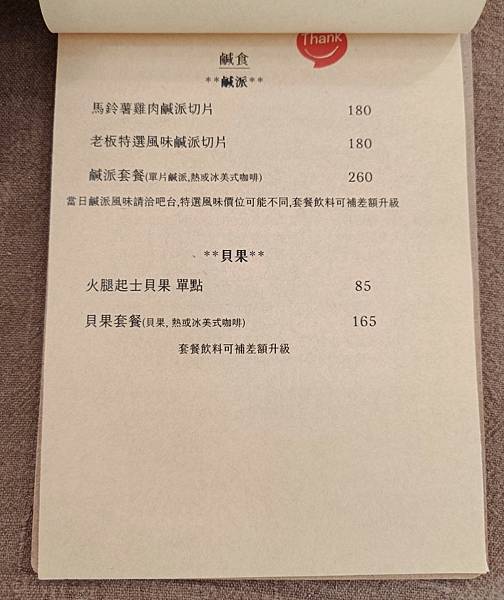 Thank
鹹食
**鹹派**
馬鈴薯雞肉鹹派切片 180
老板特選風味鹹派切片 180
鹹派套餐(單片鹹派,熱或冰美式咖啡) 260
當日鹹派風味請洽吧台,特選風味價位可能不同,套餐飲料可補差額升級
**貝果**
火腿起士貝果 單點 85
貝果套餐(貝果, 熱或冰美式咖啡) 165
套餐飲料可補差額升級